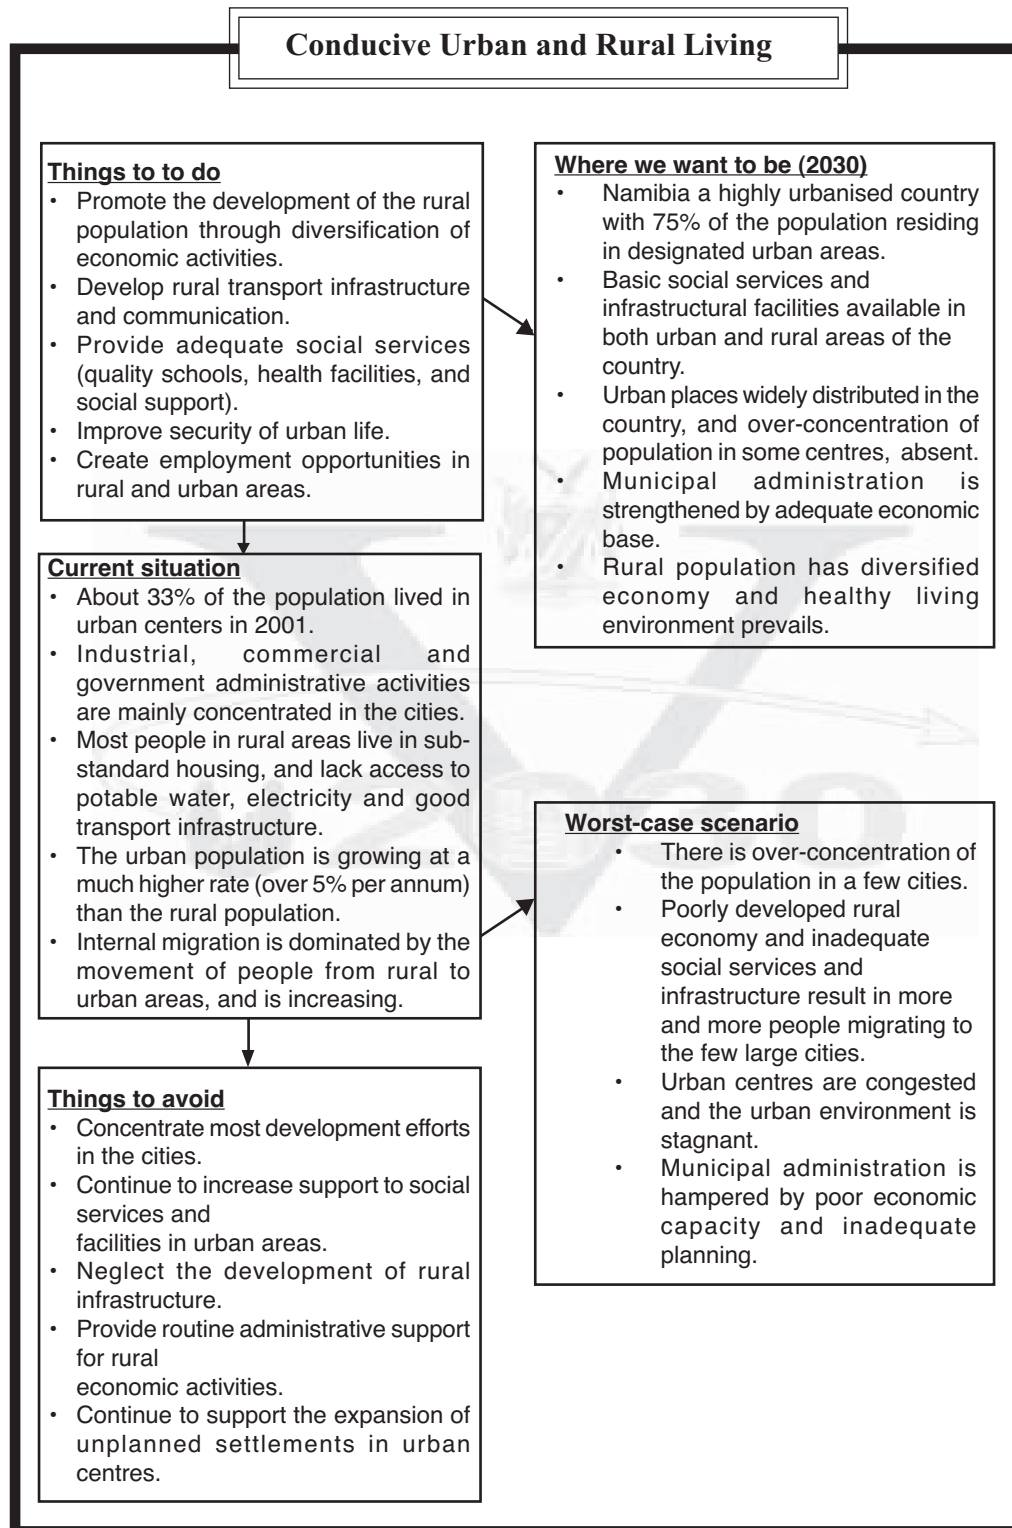 Conducive Urban and Rural Living
Things to to do
• Promote the development of the rural
population through diversification of
economic activities.
• Develop rural transport infrastructure
and communication.
• Provide adequate social services
(quality schools, health facilities, and
social support).
• Improve security of urban life.
• Create employment opportunities in
rural and urban areas.
Where we want to be (2030)
• Namibia a highly urbanised country
with 75% of the population residing
in designated urban areas.
• Basic social services and
infrastructural facilities available in
both urban and rural areas of the
country.
• Urban places widely distributed in the
country, and over-concentration of
population in some centres, absent.
• Municipal administration is
strengthened by adequate economic
base.
• Rural population has diversified
economy and healthy living
environment prevails.
Current situation
• About 33% of the population lived in
urban centers in 2001.
• Industrial, commercial and
government administrative activities
are mainly concentrated in the cities.
• Most people in rural areas live in sub-
standard housing, and lack access to
potable water, electricity and good
transport infrastructure.
• The urban population is growing at a
much higher rate (over 5% per annum)
than the rural population.
• Internal migration is dominated by the
movement of people from rural to
urban areas, and is increasing.
Worst-case scenario
• There is over-concentration of
the population in a few cities.
• Poorly developed rural
economy and inadequate
social services and
infrastructure result in more
and more people migrating to
the few large cities.
• Urban centres are congested
and the urban environment is
stagnant.
• Municipal administration is
hampered by poor economic
capacity and inadequate
planning.
Things to avoid
• Concentrate most development efforts
in the cities.
• Continue to increase support to social
services and
facilities in urban areas.
• Neglect the development of rural
infrastructure.
• Provide routine administrative support
for rural
economic activities.
• Continue to support the expansion of
unplanned settlements in urban
centres.
V
2030